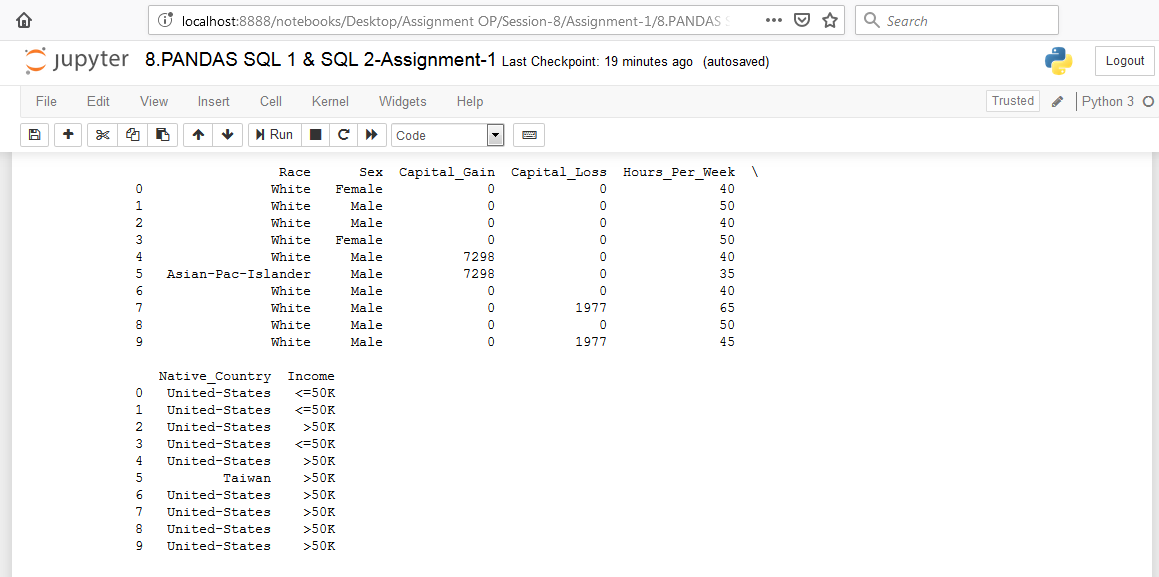 localhost:8888/notebooks/Desktop/Assignment OP/Session-8/Assignment-1/8.PANDAS S
Search
jupyter 8.PANDAS SQL 1 & SQL 2-Assignment-1 Last Checkpoint: 19 minutes ago (autosaved)
Logout
File Edit View Insert Cell Kernel Widgets Help Trusted Python 3
Run Code
Race Sex Capital_Gain Capital_Loss Hours_Per_Week \
0 White Female 0 0 40
1 White Male 0 0 50
2 White Male 0 0 40
3 White Female 0 0 50
4 White Male 7298 0 40
5 Asian-Pac-Islander Male 7298 0 35
6 White Male 0 0 40
7 White Male 0 1977 65
8 White Male 0 0 50
9 White Male 0 1977 45
Native_Country Income
0 United-States <=50K
1 United-States <=50K
2 United-States >50K
3 United-States <=50K
4 United-States >50K
5 Taiwan >50K
6 United-States >50K
7 United-States >50K
8 United-States >50K
9 United-States >50K